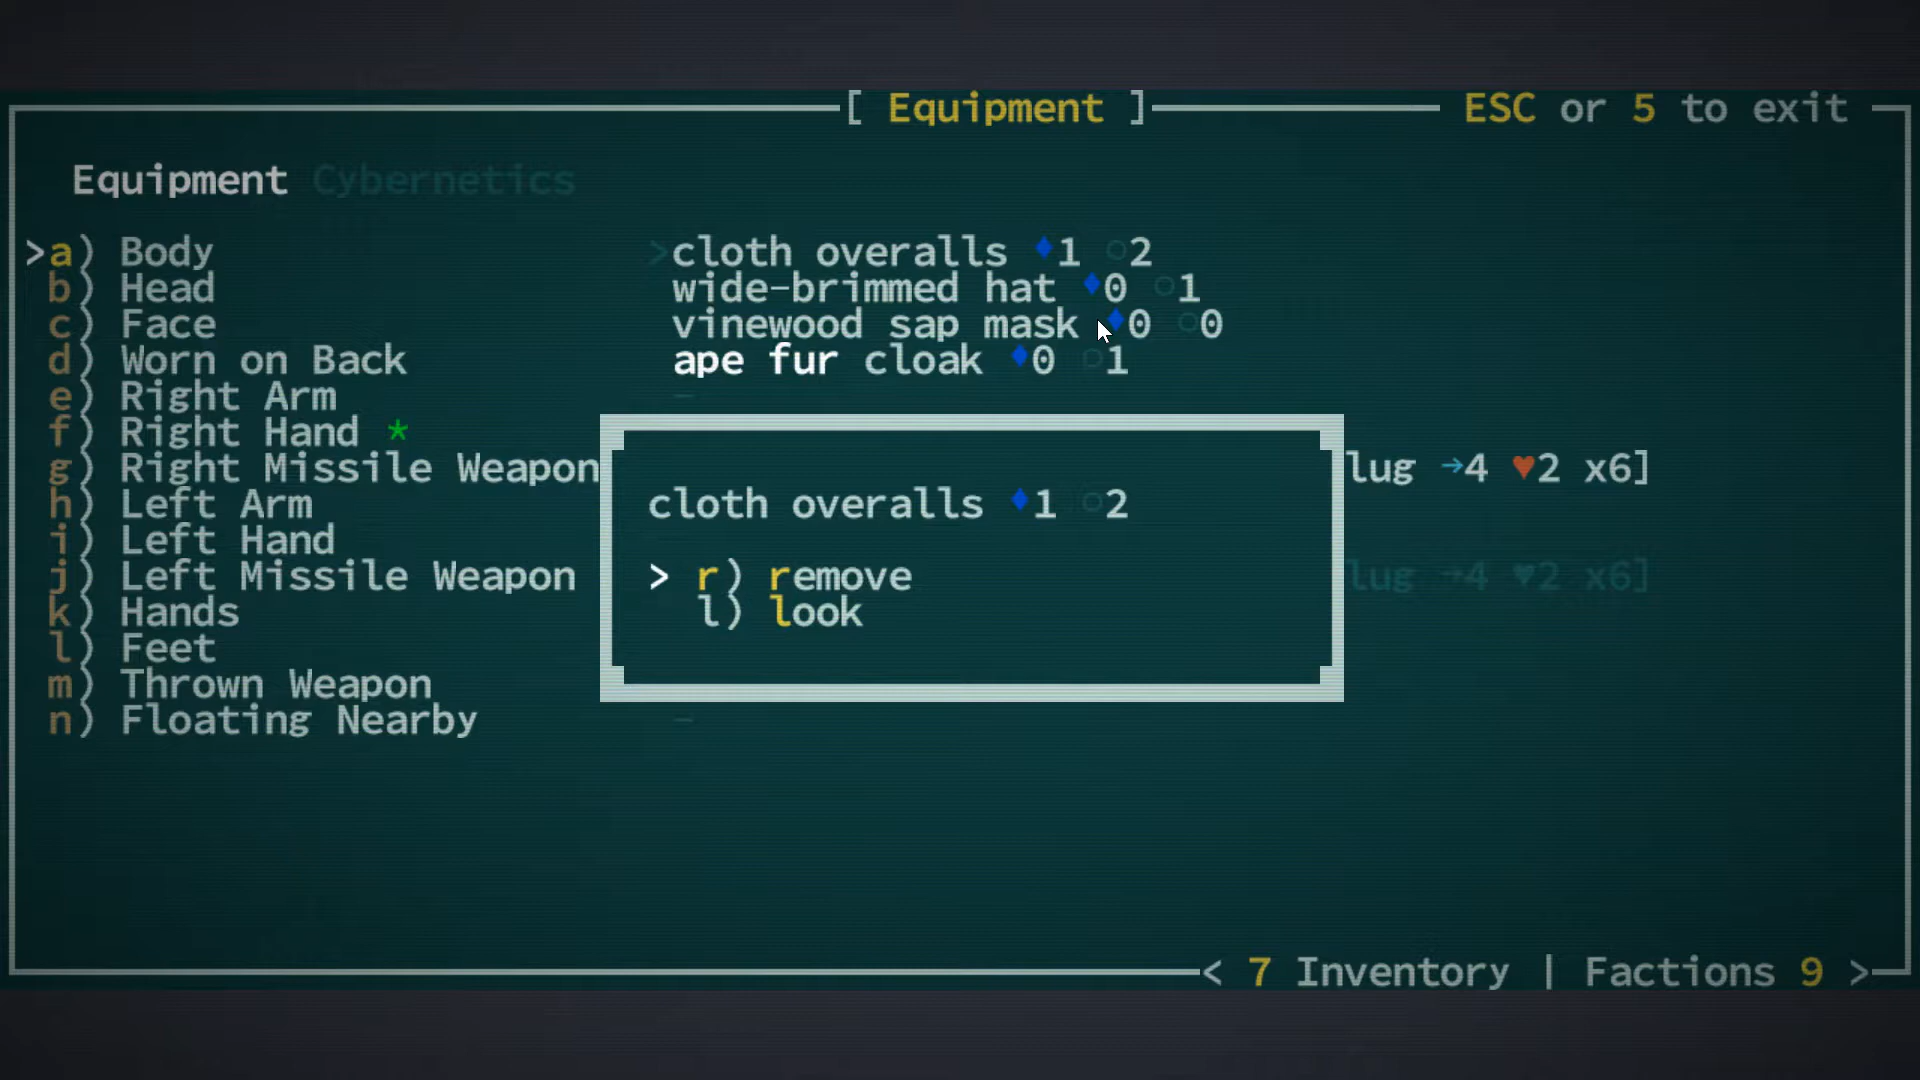 [ Equipment ] ESC or 5 to exit
Equipment Cybernetics
>a) Body >cloth overalls ♦1 ○2
b) Head wide-brimmed hat ♦0 ○1
c) Face vinewood sap mask ♦0 ○0
d) Worn on Back ape fur cloak ♦0 ○1
e) Right Arm –
f) Right Hand *
g) Right Missile Weapon lug →4 ♥2 x6]
h) Left Arm
i) Left Hand
j) Left Missile Weapon lug →4 ♥2 x6]
k) Hands
l) Feet
m) Thrown Weapon
n) Floating Nearby –
cloth overalls ♦1 ○2
> r) remove
l) look
< 7 Inventory | Factions 9 >